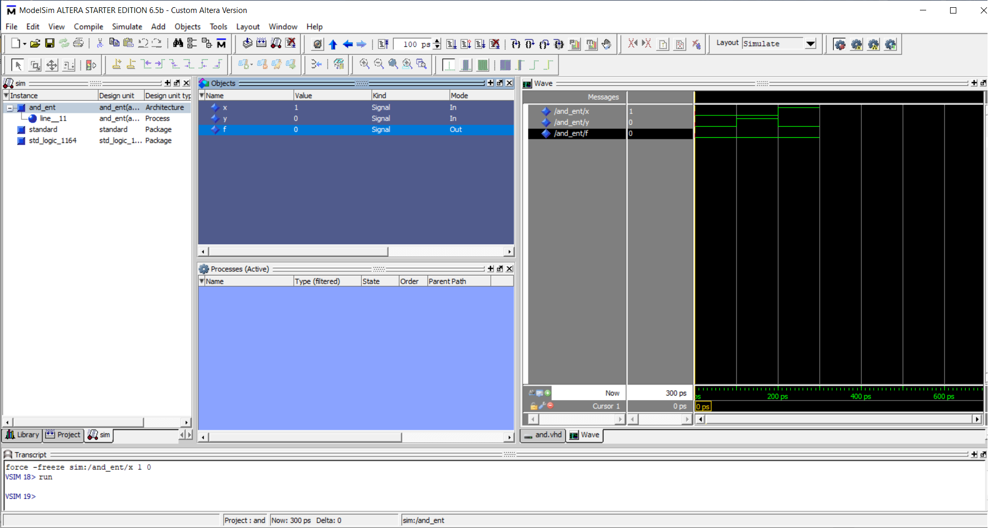 ModelSim ALTERA STARTER EDITION 6.5b - Custom Altera Version
File Edit View Compile Simulate Add Objects Tools Layout Window Help
100 ps
Layout Simulate
sim
Instance Design unit Design unit typ
and_ent and_ent(a... Architecture
line__11 and_ent(a... Process
standard standard Package
std_logic_1164 std_logic_1... Package
Library Project sim
Objects
Name Value Kind Mode
x 1 Signal In
y 0 Signal In
f 0 Signal Out
Processes (Active)
Name Type (filtered) State Order Parent Path
Wave
Messages
/and_ent/x 1
/and_ent/y 0
/and_ent/f 0
Now 300 ps
ps 200 ps 400 ps 600 ps
Cursor 1 0 ps 0 ps
and.vhd Wave
Transcript
force -freeze sim:/and_ent/x 1 0
VSIM 18> run
VSIM 19>
Project : and Now: 300 ps Delta: 0 sim:/and_ent